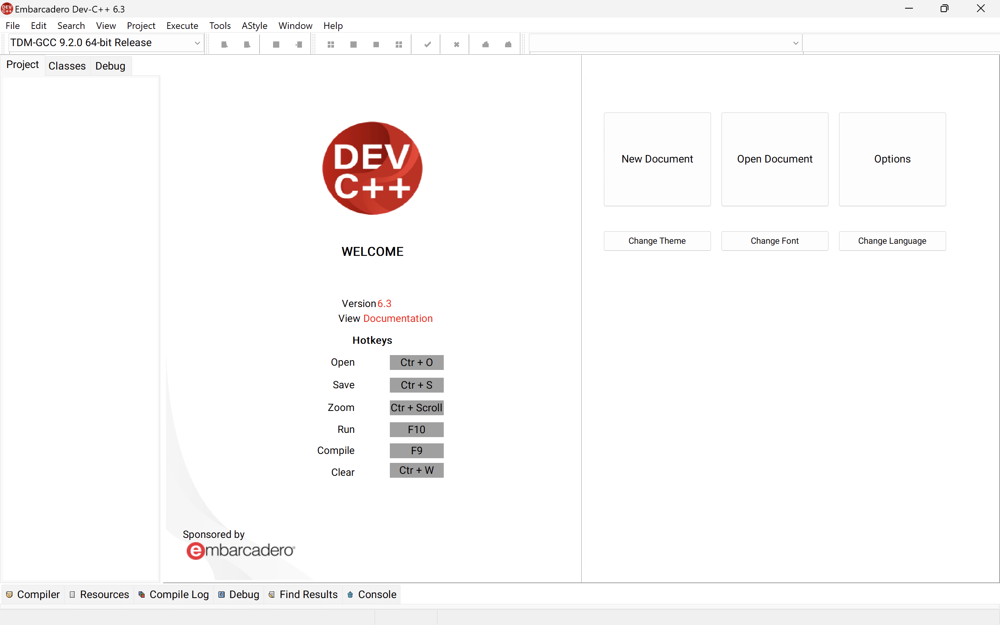 Embarcadero Dev-C++ 6.3
File Edit Search View Project Execute Tools AStyle Window Help
TDM-GCC 9.2.0 64-bit Release
Project Classes Debug
DEV
C++
WELCOME
Version 6.3
View Documentation
Hotkeys
Open Ctr + O
Save Ctr + S
Zoom Ctr + Scroll
Run F10
Compile F9
Clear Ctr + W
Sponsored by
embarcadero
New Document Open Document Options
Change Theme Change Font Change Language
Compiler Resources Compile Log Debug Find Results Console